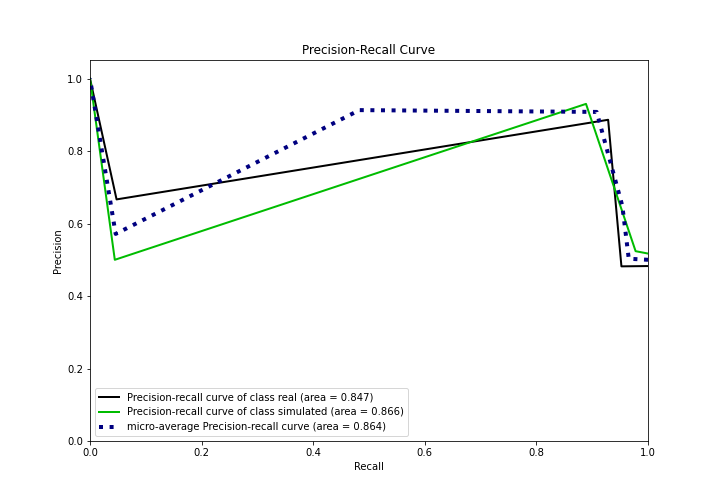 Precision-Recall Curve
1.0
0.8
0.6
0.4
0.2
0.0
Precision
Precision-recall curve of class real (area = 0.847)
Precision-recall curve of class simulated (area = 0.866)
micro-average Precision-recall curve (area = 0.864)
0.0 0.2 0.4 0.6 0.8 1.0
Recall